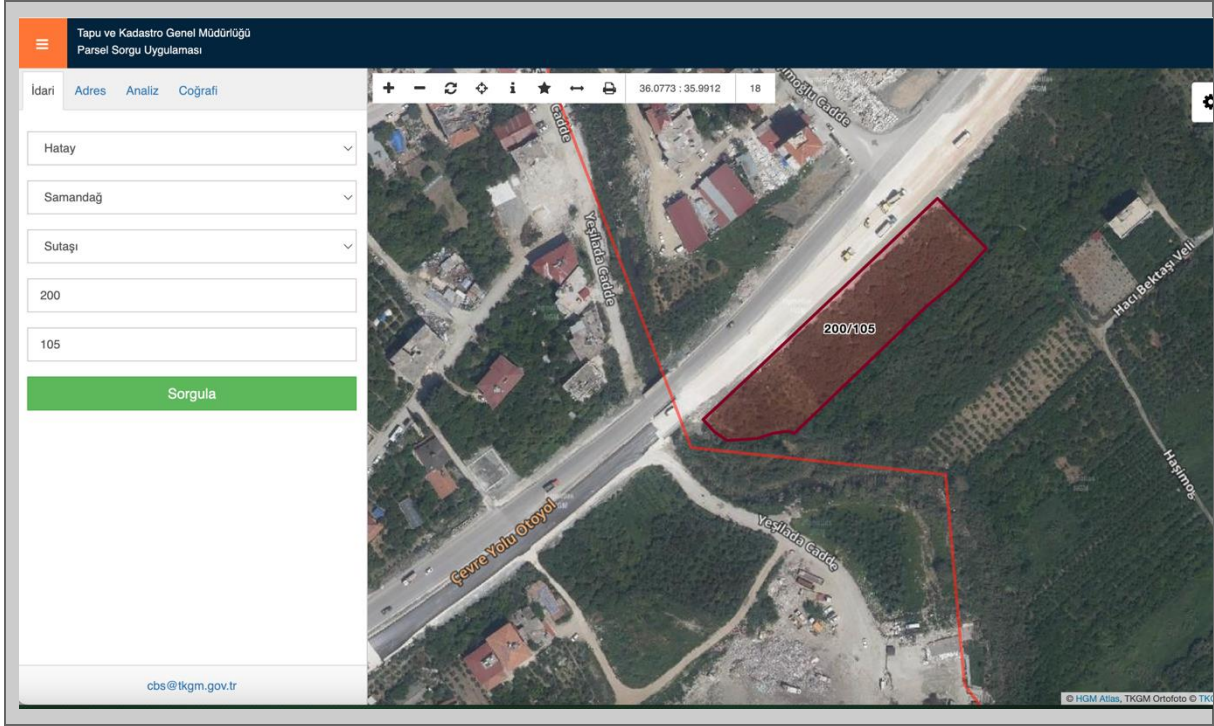 Tapu ve Kadastro Genel Müdürlüğü
Parsel Sorgu Uygulaması
İdari Adres Analiz Coğrafi
36.0773 : 35.9912 18
Hatay
Samandağ
Sutaşı
200
105
Sorgula
cbs@tkgm.gov.tr
Cadde
Cadde
Yeşilada Cadde
200/105
Hacı Bektaşi Veli
Haşimoğ
Çevre Yolu Otoyol
Yeşilada Cadde
© HGM Atlas, TKGM Ortofoto © TK